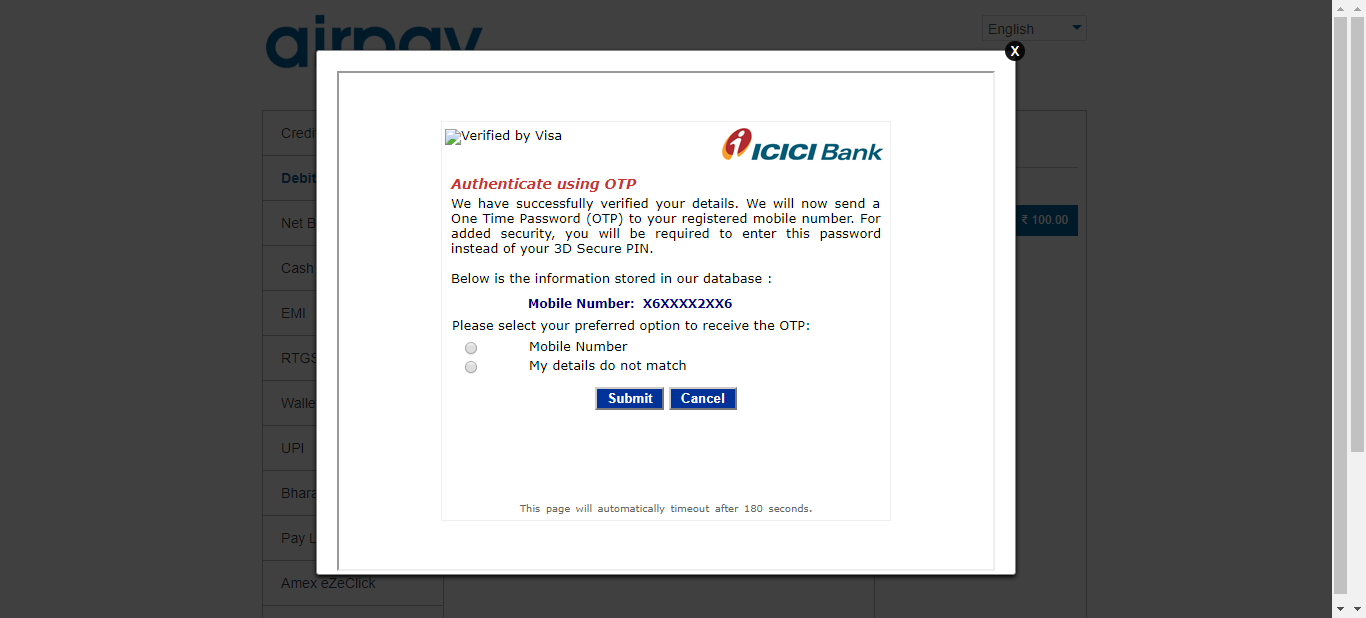 airpay
English
X
Credi
Debit
Net B
Cash
EMI
RTGS
Walle
UPI
Bhara
Pay L
Amex eZeClick
₹ 100.00
Verified by Visa
ICICI Bank
Authenticate using OTP
We have successfully verified your details. We will now send a
One Time Password (OTP) to your registered mobile number. For
added security, you will be required to enter this password
instead of your 3D Secure PIN.
Below is the information stored in our database :
Mobile Number: X6XXXX2XX6
Please select your preferred option to receive the OTP:
Mobile Number
My details do not match
Submit Cancel
This page will automatically timeout after 180 seconds.